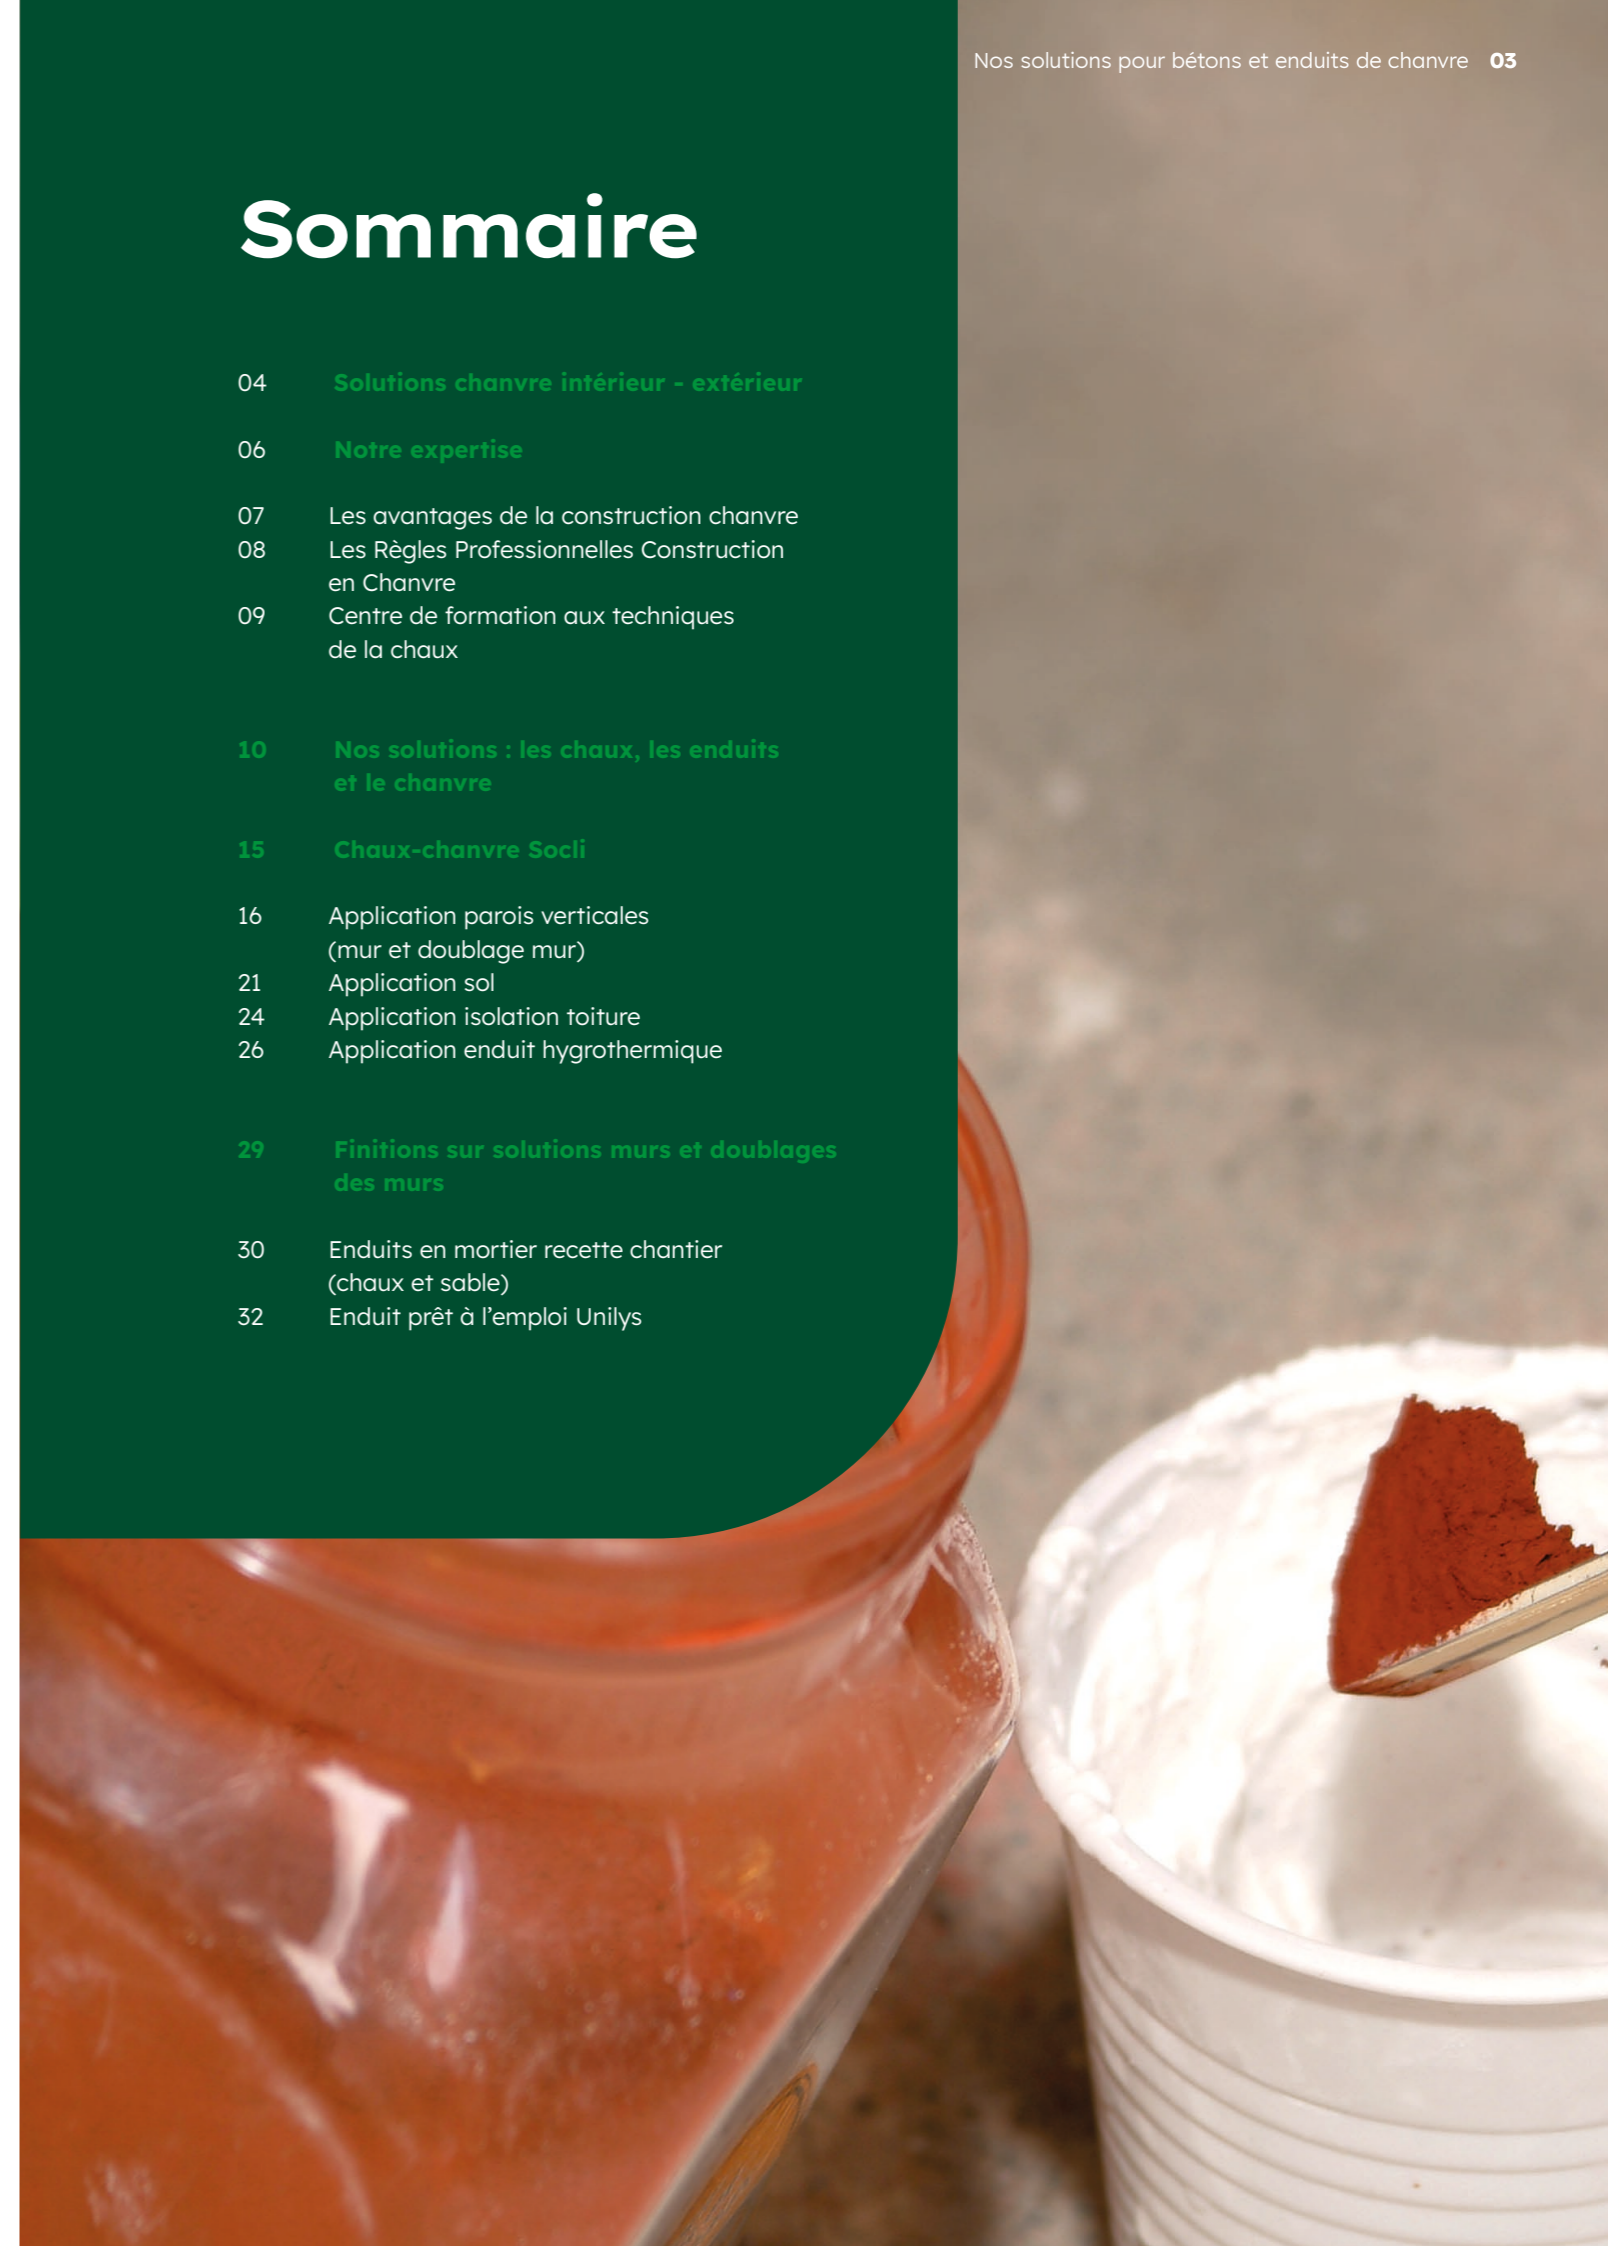 Nos solutions pour bétons et enduits de chanvre 03
Sommaire
04 Solutions chanvre intérieur - extérieur
06 Notre expertise
07 Les avantages de la construction chanvre
08 Les Règles Professionnelles Construction
en Chanvre
09 Centre de formation aux techniques
de la chaux
10 Nos solutions : les chaux, les enduits
et le chanvre
15 Chaux-chanvre Socli
16 Application parois verticales
(mur et doublage mur)
21 Application sol
24 Application isolation toiture
26 Application enduit hygrothermique
29 Finitions sur solutions murs et doublages
des murs
30 Enduits en mortier recette chantier
(chaux et sable)
32 Enduit prêt à l’emploi Unilys